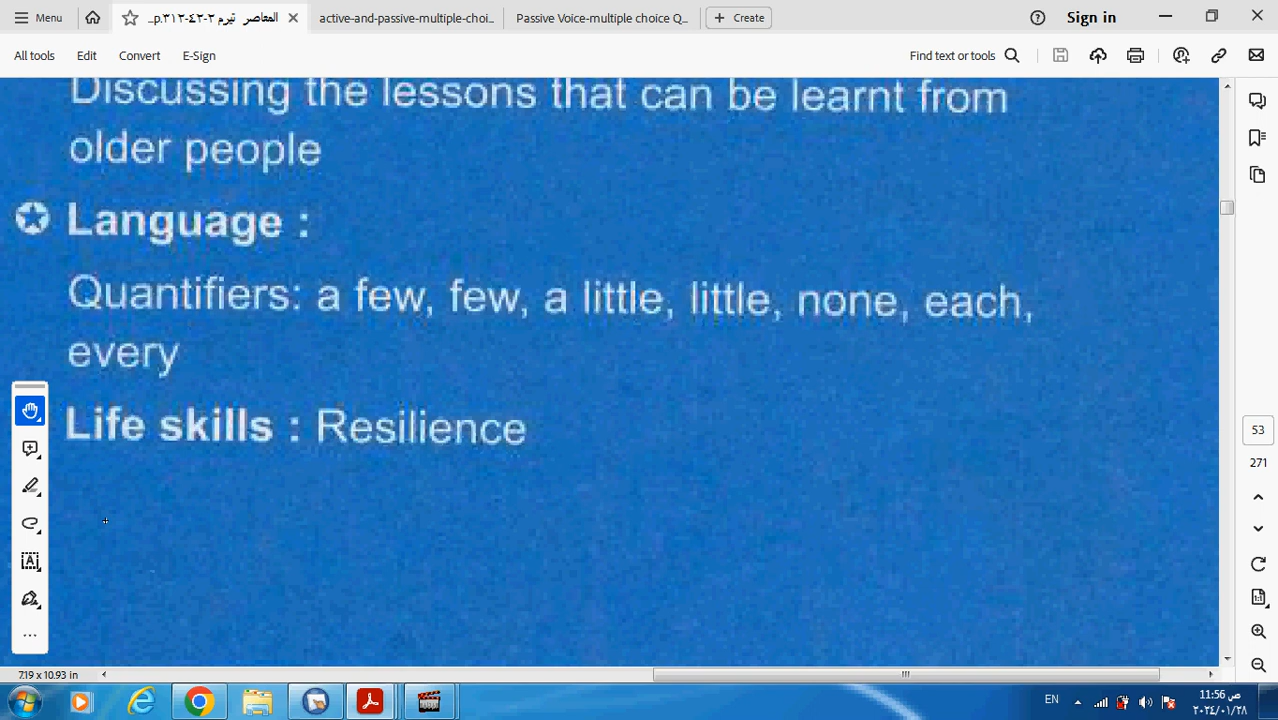 Menu
المعاصر تيرم ٢-٤٢٣-٣١٣.p...
active-and-passive-multiple-choi...
Passive Voice-multiple choice Q...
Create
Sign in
All tools
Edit
Convert
E-Sign
Find text or tools
Discussing the lessons that can be learnt from
older people
Language :
Quantifiers: a few, few, a little, little, none, each,
every
Life skills : Resilience
53
271
7.19 x 10.93 in
EN
11:56 ص
٢٠٢٤/٠١/٢٨